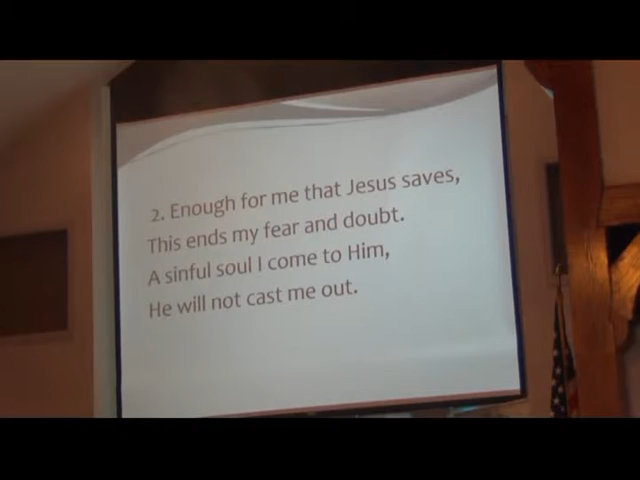 2. Enough for me that Jesus saves,
This ends my fear and doubt.
A sinful soul I come to Him,
He will not cast me out.